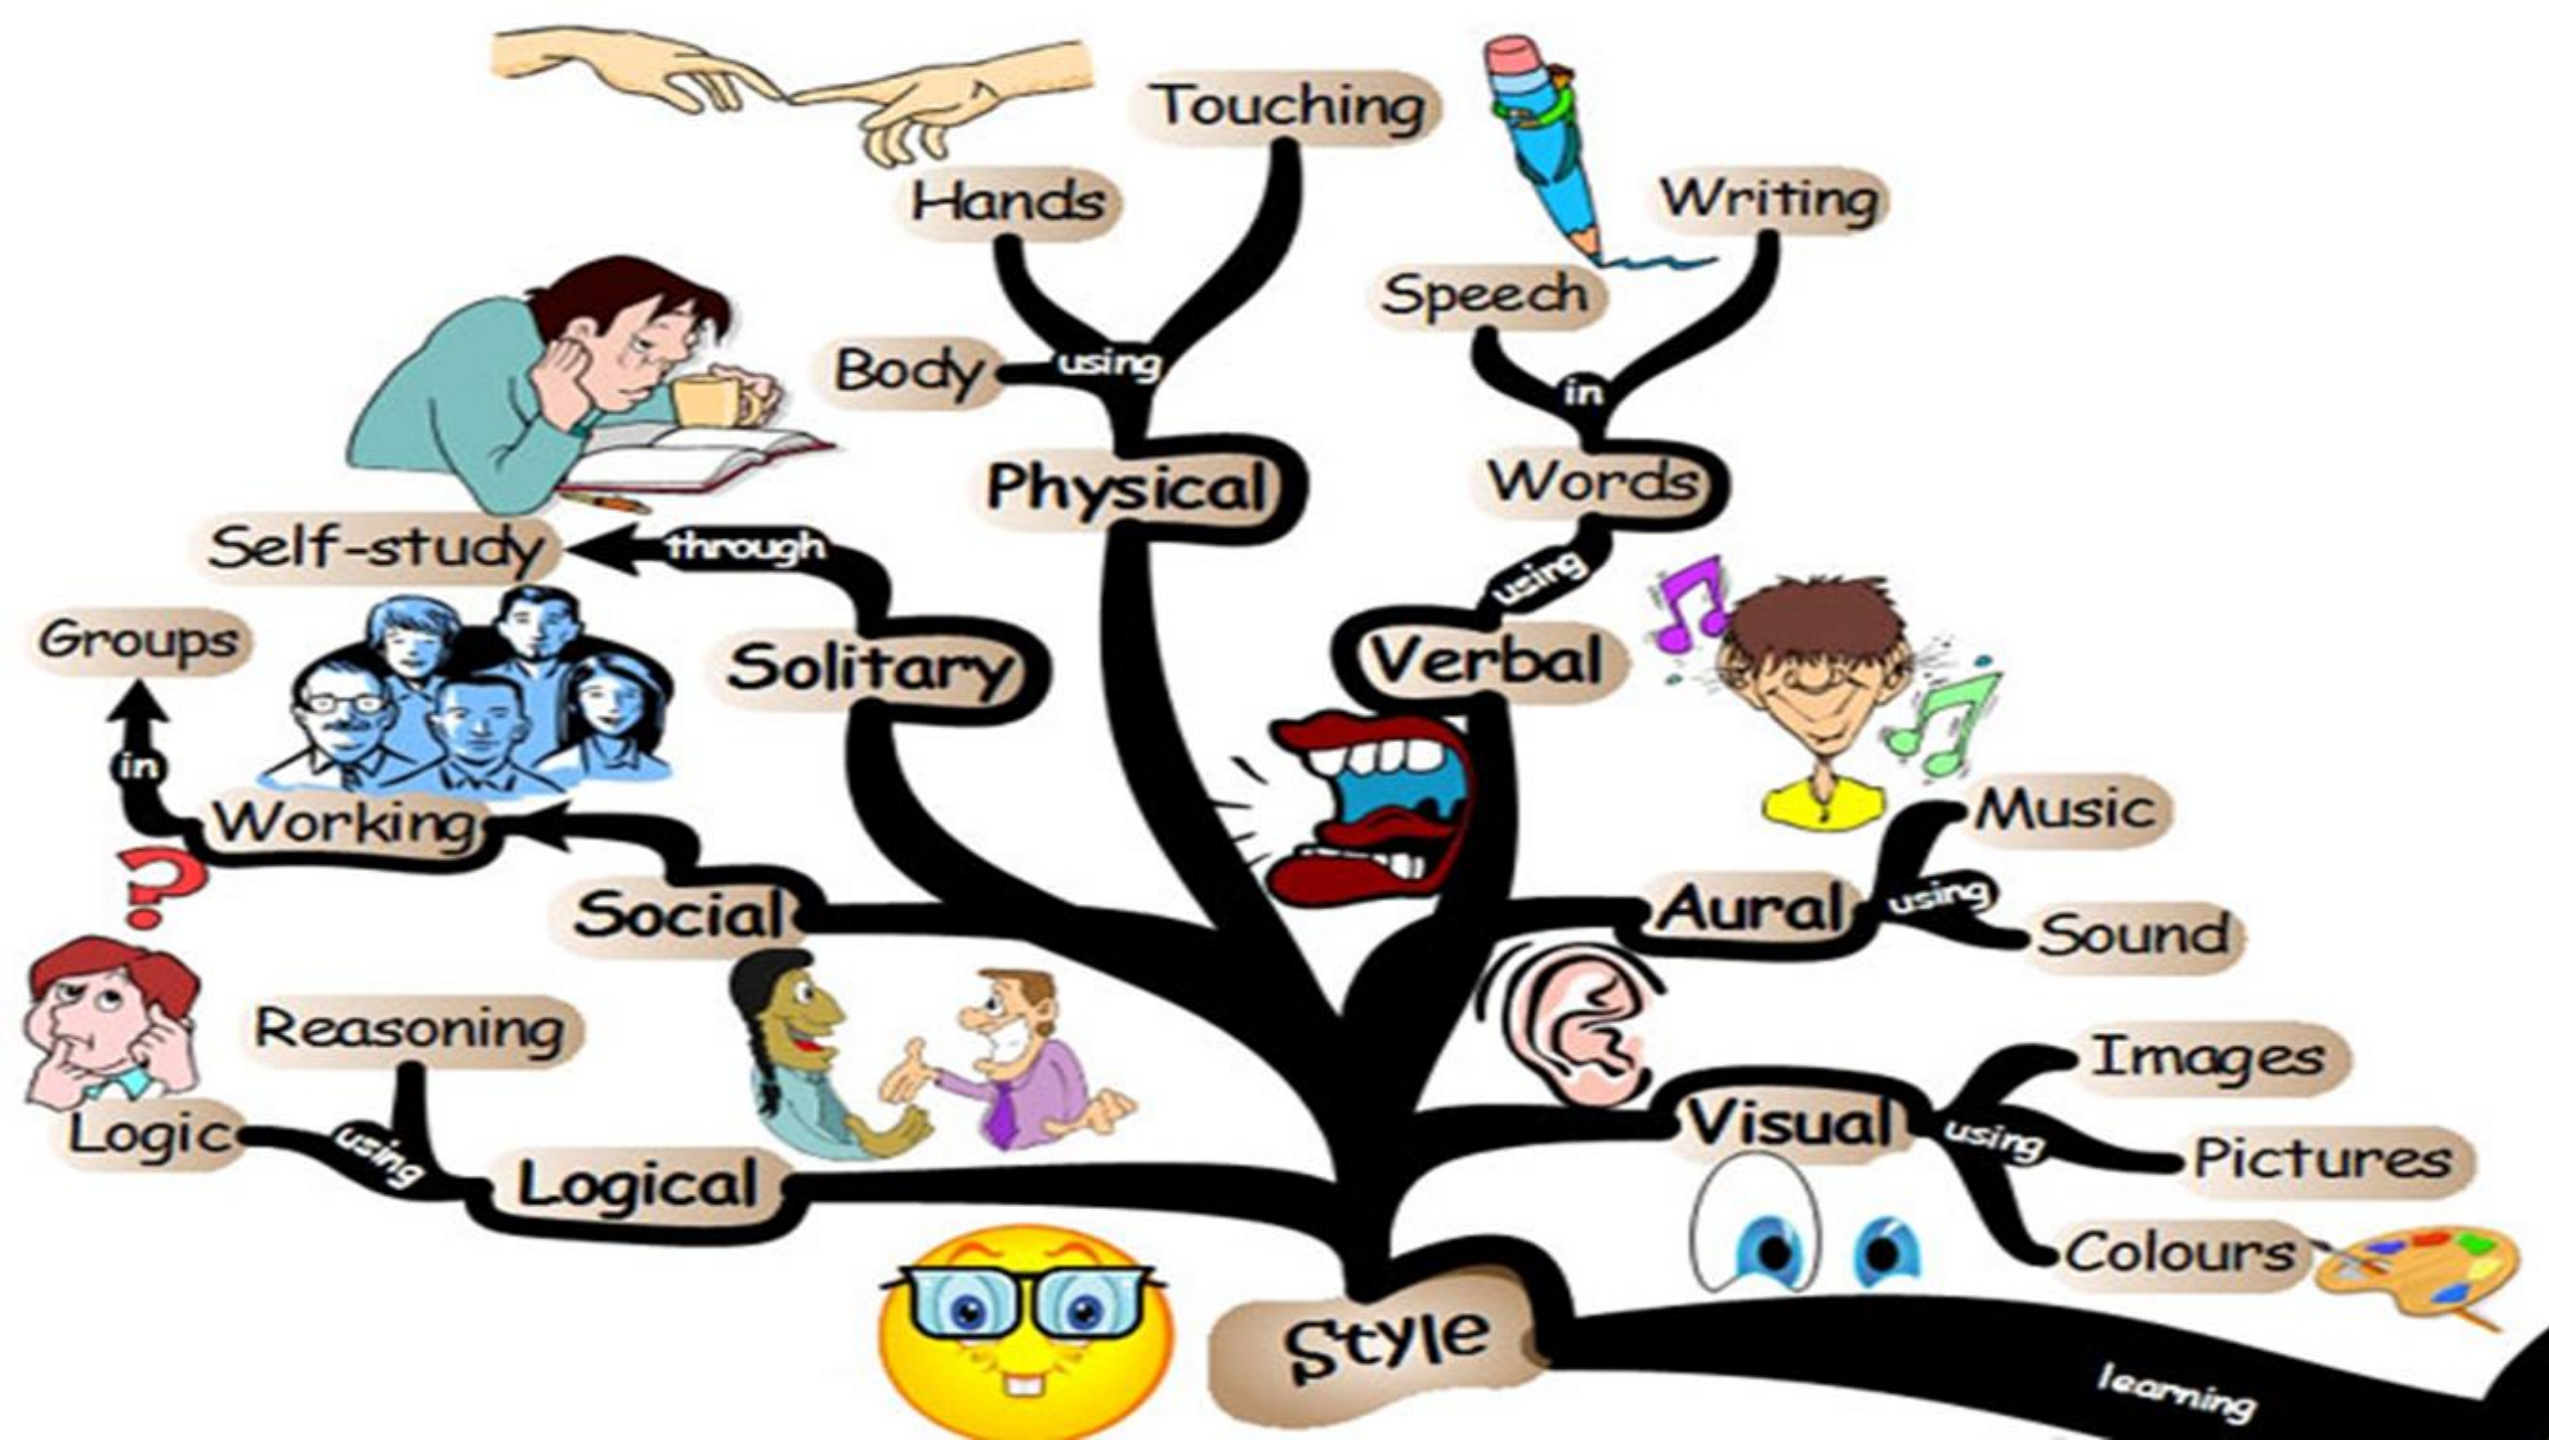 Touching
Hands
Writing
Speech
Body
using
in
Physical
Words
Self-study
through
using
Groups
Solitary
Verbal
in
Working
Music
Social
Aural
using
Sound
Reasoning
Images
Logic
using
Visual
using
Pictures
Logical
Colours
Style
learning